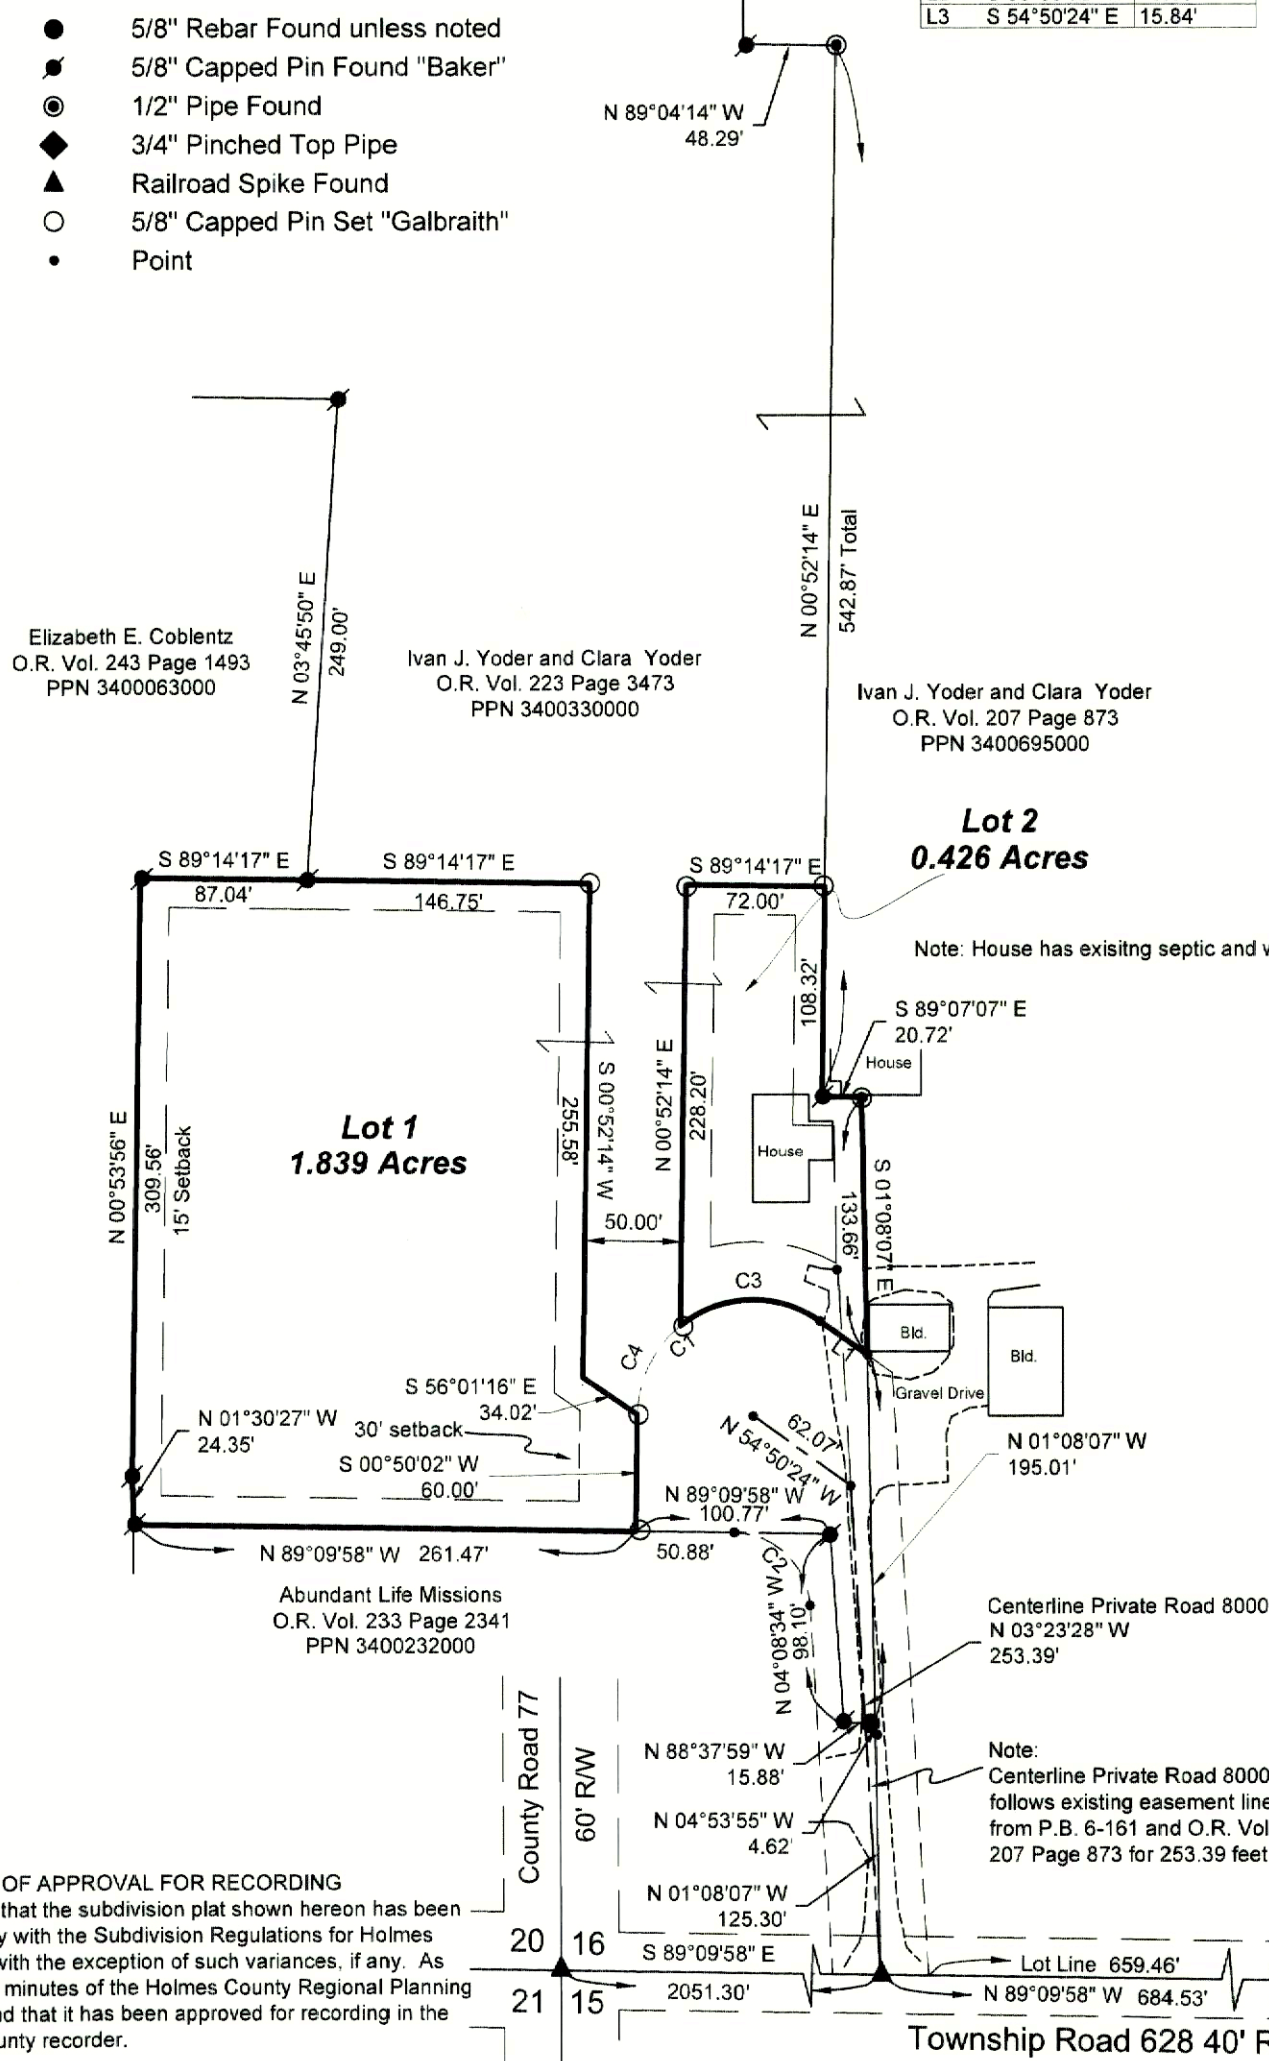 5/8" Rebar Found unless noted
5/8" Capped Pin Found "Baker"
1/2" Pipe Found
3/4" Pinched Top Pipe
Railroad Spike Found
5/8" Capped Pin Set "Galbraith"
Point
L3 S 54°50'24" E 15.84'
N 89°04'14" W
48.29'
N 00°52'14" E
542.87' Total
N 03°45'50" E
249.00'
Elizabeth E. Coblentz
O.R. Vol. 243 Page 1493
PPN 3400063000
Ivan J. Yoder and Clara Yoder
O.R. Vol. 223 Page 3473
PPN 3400330000
Ivan J. Yoder and Clara Yoder
O.R. Vol. 207 Page 873
PPN 3400695000
Lot 2
0.426 Acres
S 89°14'17" E
87.04'
S 89°14'17" E
146.75'
S 89°14'17" E
72.00'
Note: House has exisitng septic and
108.32'
S 89°07'07" E
20.72'
House
N 00°53'56" E
309.56'
15' Setback
Lot 1
1.839 Acres
255.58'
S 00°52'14" W
N 00°52'14" E
228.20'
House
50.00'
133.66'
S 01°08'07" E
C3
C4
C1
Bld.
Bld.
Gravel Drive
S 56°01'16" E
34.02'
N 01°30'27" W
24.35'
30' setback
S 00°50'02" W
60.00'
62.07'
N 54°50'24" W
N 01°08'07" W
195.01'
N 89°09'58" W
100.77'
N 89°09'58" W 261.47'
50.88'
C2
N 04°08'34" W
98.10'
Abundant Life Missions
O.R. Vol. 233 Page 2341
PPN 3400232000
Centerline Private Road 8000
N 03°23'28" W
253.39'
County Road 77
60' R/W
N 88°37'59" W
15.88'
N 04°53'55" W
4.62'
N 01°08'07" W
125.30'
Note:
Centerline Private Road 8000
follows existing easement line
from P.B. 6-161 and O.R. Vol
207 Page 873 for 253.39 feet
OF APPROVAL FOR RECORDING
that the subdivision plat shown hereon has been
y with the Subdivision Regulations for Holmes
with the exception of such variances, if any. As
minutes of the Holmes County Regional Planning
nd that it has been approved for recording in the
unty recorder.
20 16
21 15
S 89°09'58" E
2051.30'
Lot Line 659.46'
N 89°09'58" W 684.53'
Township Road 628 40' R